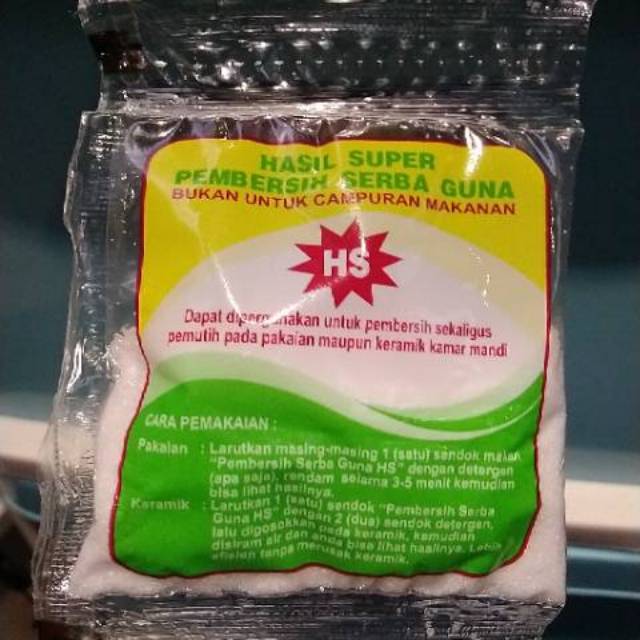 HASIL SUPER
PEMBERSIH SERBA GUNA
BUKAN UNTUK CAMPURAN MAKANAN
HS
Dapat dipergunakan untuk pembersih sekaligus
pemutih pada pakaian maupun keramik kamar mandi
CARA PEMAKAIAN :
Pakaian : Larutkan masing-masing 1 (satu) sendok makan
"Pembersih Serba Guna HS" dengan detergen
(apa saja), rendam selama 3-5 menit kemudian
bisa lihat hasilnya.
Keramik : Larutkan 1 (satu) sendok "Pembersih Serba
Guna HS" dengan 2 (dua) sendok detergen,
lalu digosokkan pada keramik, kemudian
disiram air dan anda bisa lihat hasilnya. Lebih
efisien tanpa merusak keramik.